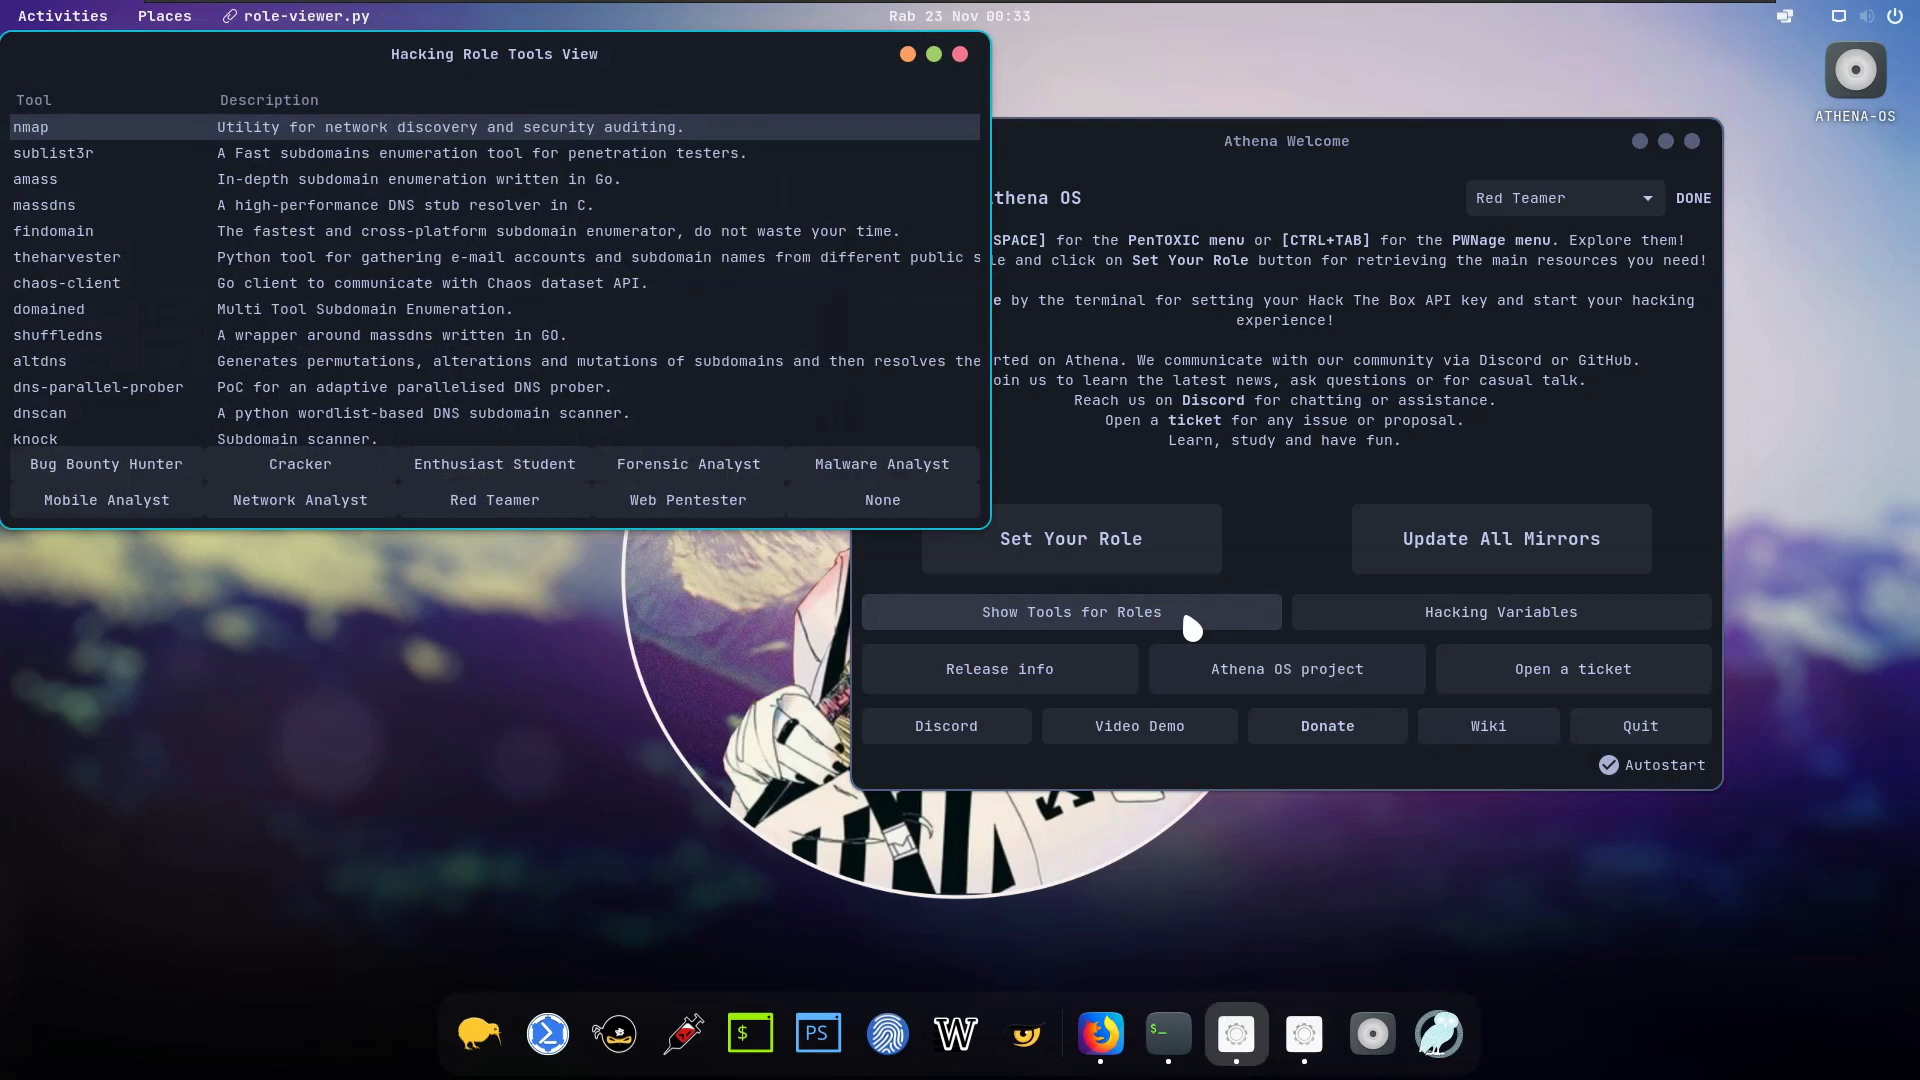 Activities Places role-viewer.py Rab 23 Nov 00:33
ATHENA-OS
Hacking Role Tools View
Tool Description
nmap Utility for network discovery and security auditing.
sublist3r A Fast subdomains enumeration tool for penetration testers.
amass In-depth subdomain enumeration written in Go.
massdns A high-performance DNS stub resolver in C.
findomain The fastest and cross-platform subdomain enumerator, do not waste your time.
theharvester Python tool for gathering e-mail accounts and subdomain names from different public s
chaos-client Go client to communicate with Chaos dataset API.
domained Multi Tool Subdomain Enumeration.
shuffledns A wrapper around massdns written in GO.
altdns Generates permutations, alterations and mutations of subdomains and then resolves the
dns-parallel-prober PoC for an adaptive parallelised DNS prober.
dnscan A python wordlist-based DNS subdomain scanner.
knock Subdomain scanner.
Bug Bounty Hunter Cracker Enthusiast Student Forensic Analyst Malware Analyst
Mobile Analyst Network Analyst Red Teamer Web Pentester None
Athena Welcome
thena OS Red Teamer DONE
SPACE] for the PenTOXIC menu or [CTRL+TAB] for the PWNage menu. Explore them!
le and click on Set Your Role button for retrieving the main resources you need!
e by the terminal for setting your Hack The Box API key and start your hacking
experience!
rted on Athena. We communicate with our community via Discord or GitHub.
oin us to learn the latest news, ask questions or for casual talk.
Reach us on Discord for chatting or assistance.
Open a ticket for any issue or proposal.
Learn, study and have fun.
Set Your Role Update All Mirrors
Show Tools for Roles Hacking Variables
Release info Athena OS project Open a ticket
Discord Video Demo Donate Wiki Quit
Autostart
$ PS W $_